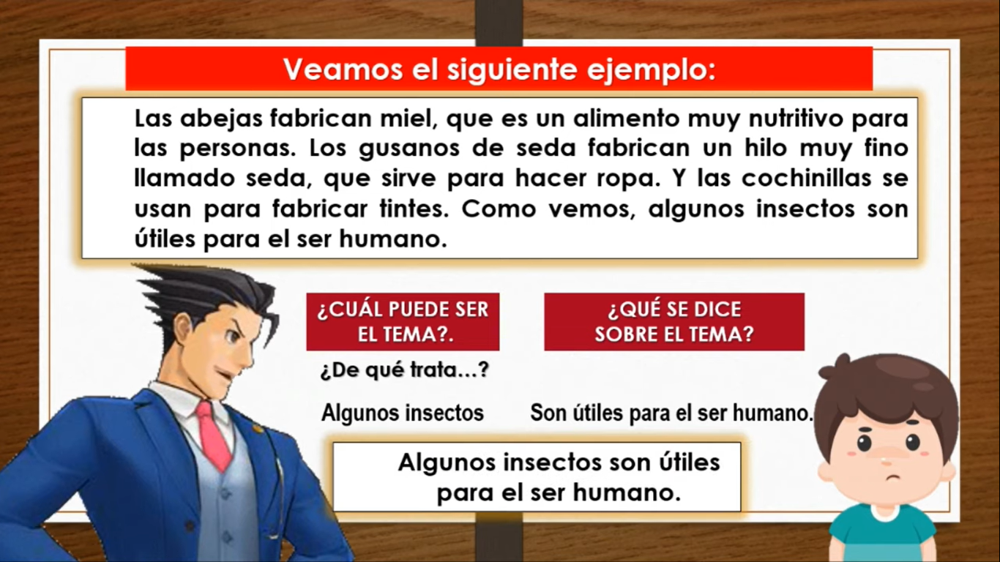 Veamos el siguiente ejemplo:
Las abejas fabrican miel, que es un alimento muy nutritivo para
las personas. Los gusanos de seda fabrican un hilo muy fino
llamado seda, que sirve para hacer ropa. Y las cochinillas se
usan para fabricar tintes. Como vemos, algunos insectos son
útiles para el ser humano.
¿CUÁL PUEDE SER
EL TEMA?.
¿De qué trata...?
Algunos insectos
¿QUÉ SE DICE
SOBRE EL TEMA?
Son útiles para el ser humano.
Algunos insectos son útiles
para el ser humano.